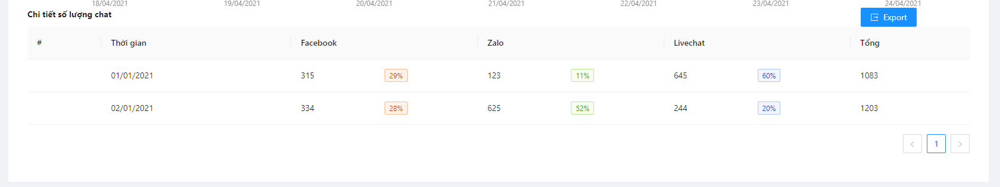 18/04/2021 19/04/2021 20/04/2021 21/04/2021 22/04/2021 23/04/2021 24/04/2021
Chi tiết số lượng chat
Export
# Thời gian Facebook Zalo Livechat Tổng
01/01/2021 315 29% 123 11% 645 60% 1083
02/01/2021 334 28% 625 52% 244 20% 1203
< 1 >